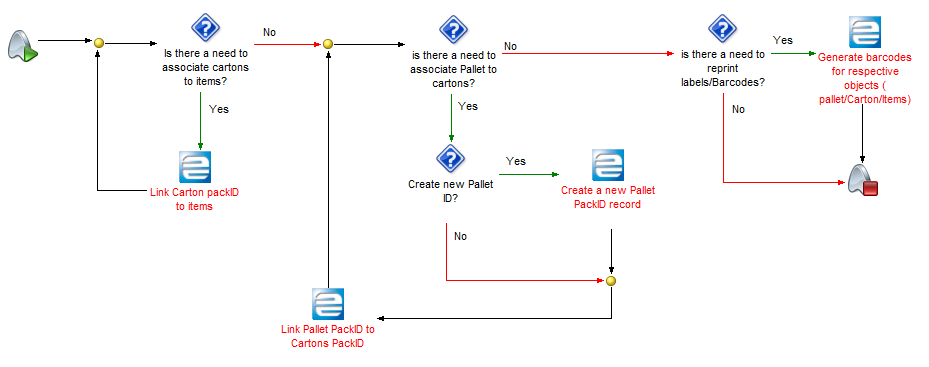 Is there a need to
associate cartons
to items?
No
Yes
Link Carton packID
to items
is there a need to
associate Pallet to
cartons?
No
Yes
Create new Pallet
ID?
Yes
No
Create a new Pallet
PackID record
Link Pallet PackID to
Cartons PackID
is there a need to
reprint
labels/Barcodes?
Yes
No
Generate barcodes
for respective
objects (
pallet/Carton/Items)